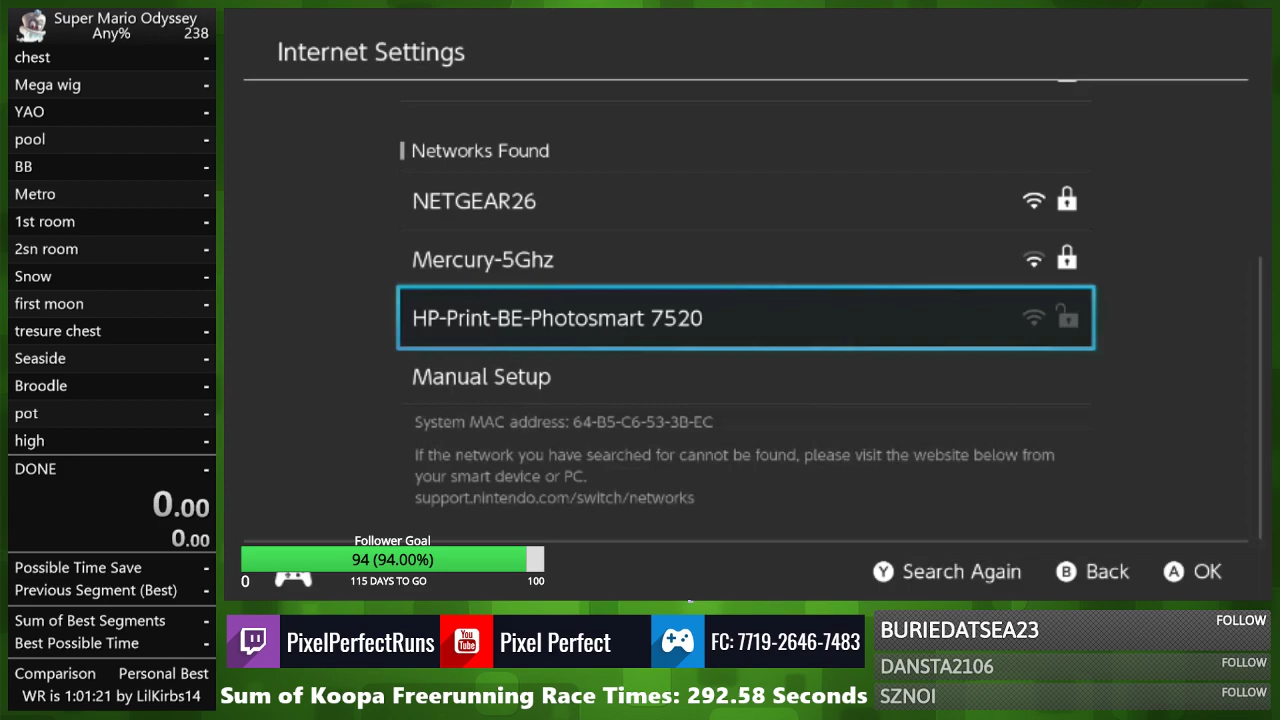 Super Mario Odyssey
Any% 238
chest -
Mega wig -
YAO -
pool -
BB -
Metro -
1st room -
2sn room -
Snow -
first moon -
tresure chest -
Seaside -
Broodle -
pot -
high -
DONE -
0.00
0.00
Possible Time Save -
Previous Segment (Best) -
Sum of Best Segments -
Best Possible Time -
Comparison Personal Best
WR is 1:01:21 by LilKirbs14
Internet Settings
Networks Found
NETGEAR26
Mercury-5Ghz
HP-Print-BE-Photosmart 7520
Manual Setup
System MAC address: 64-B5-C6-53-3B-EC
If the network you have searched for cannot be found, please visit the website below from
your smart device or PC.
support.nintendo.com/switch/networks
Follower Goal
94 (94.00%)
0 115 DAYS TO GO 100
Y Search Again B Back A OK
PixelPerfectRuns You Tube Pixel Perfect FC: 7719-2646-7483
BURIEDATSEA23 FOLLOW
DANSTA2106 FOLLOW
SZNOI FOLLOW
Sum of Koopa Freerunning Race Times: 292.58 Seconds